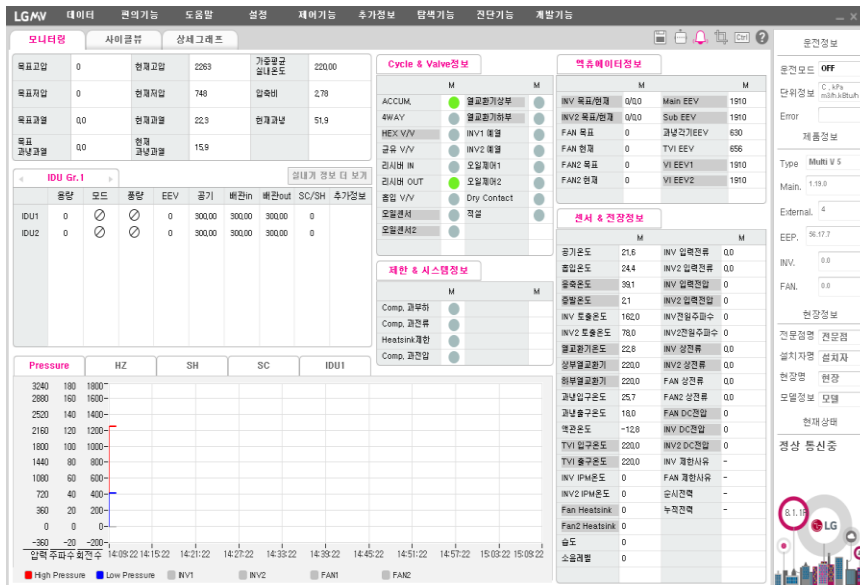 LGMV 데이터 편의기능 도움말 설정 제어기능 추가정보 탐색기능 진단기능 개발기능
모니터링 사이클뷰 상세그래프 Ctrl ?
목표고압 0 현재고압 2263 가중평균 실내온도 220,00
목표저압 0 현재저압 748 압축비 2,78
목표과열 0,0 현재과열 22,3 현재과냉 51,9
목표 과냉과열 0,0 현재 과냉과열 15,9
IDU Gr.1 실내기 정보 더 보기
용량 모드 풍량 EEV 공기 배관in 배관out SC/SH 추가정보
IDU1 0 0 300,00 300,00 300,00 0
IDU2 0 0 300,00 300,00 300,00 0
Cycle & Valve정보
M M
ACCUM, 열교환기상부
4WAY 열교환기하부
HEX V/V INV1 예열
균유 V/V INV2 예열
리시버 IN 오일제어1
리시버 OUT 오일제어2
흡입 V/V Dry Contact
오일센서 적설
오일센서2
제한 & 시스템정보
M M
Comp, 과부하
Comp, 과전류
Heatsink제한
Comp, 과전압
액츄에이터정보
M M
INV 목표/현재 0/0,0 Main EEV 1910
INV2 목표/현재 0/0,0 Sub EEV 1910
FAN 목표 0 과냉각기EEV 630
FAN 현재 0 TVI EEV 656
FAN2 목표 0 VI EEV1 1910
FAN2 현재 0 VI EEV2 1910
센서 & 전장정보
M M
공기온도 21,6 INV 입력전류 0,0
흡입온도 24,4 INV2 입력전류 0,0
응축온도 39,1 INV 입력전압 0
증발온도 2,1 INV2 입력전압 0
INV 토출온도 162,0 INV전일주파수 0
INV2 토출온도 78,0 INV2전일주파수 0
열교환기온도 22,8 INV 상전류 0,0
상부열교환기 220,0 INV2 상전류 0,0
하부열교환기 220,0 FAN 상전류 0,0
과냉입구온도 25,7 FAN2 상전류 0,0
과냉출구온도 18,0 FAN DC전압 0
액관온도 -12,8 INV DC전압 0
TVI 입구온도 220,0 INV2 DC전압 0
TVI 출구온도 220,0 INV 제한사유 -
INV IPM온도 0 FAN 제한사유 -
INV2 IPM온도 0 순시전력 -
Fan Heatsink 0 누적전력 -
Fan2 Heatsink 0
습도 0
소음레벨 0
Pressure HZ SH SC IDU1
3240 180 1800
2880 160 1600
2520 140 1400
2160 120 1200
1800 100 1000
1440 80 800
1080 60 600
720 40 400
360 20 200
0 0 0
-360 -20 -200
압력 주파수 회전수 14:09:22 14:15:22 14:21:22 14:27:22 14:33:22 14:39:22 14:45:22 14:51:22 14:57:22 15:03:22 15:09:22
High Pressure Low Pressure INV1 INV2 FAN1 FAN2
운전정보
운전모드 OFF
단위정보 C , kPa m3/h.kBtu/h
Error
제품정보
Type Multi V 5
Main. 1.19.0
External. 4
EEP. 56.17.7
INV. 0.0
FAN. 0.0
현장정보
전문점명 전문점
설치자명 설치자
현장명 현장
모델정보 모델
현재상태
정상 통신중
LG